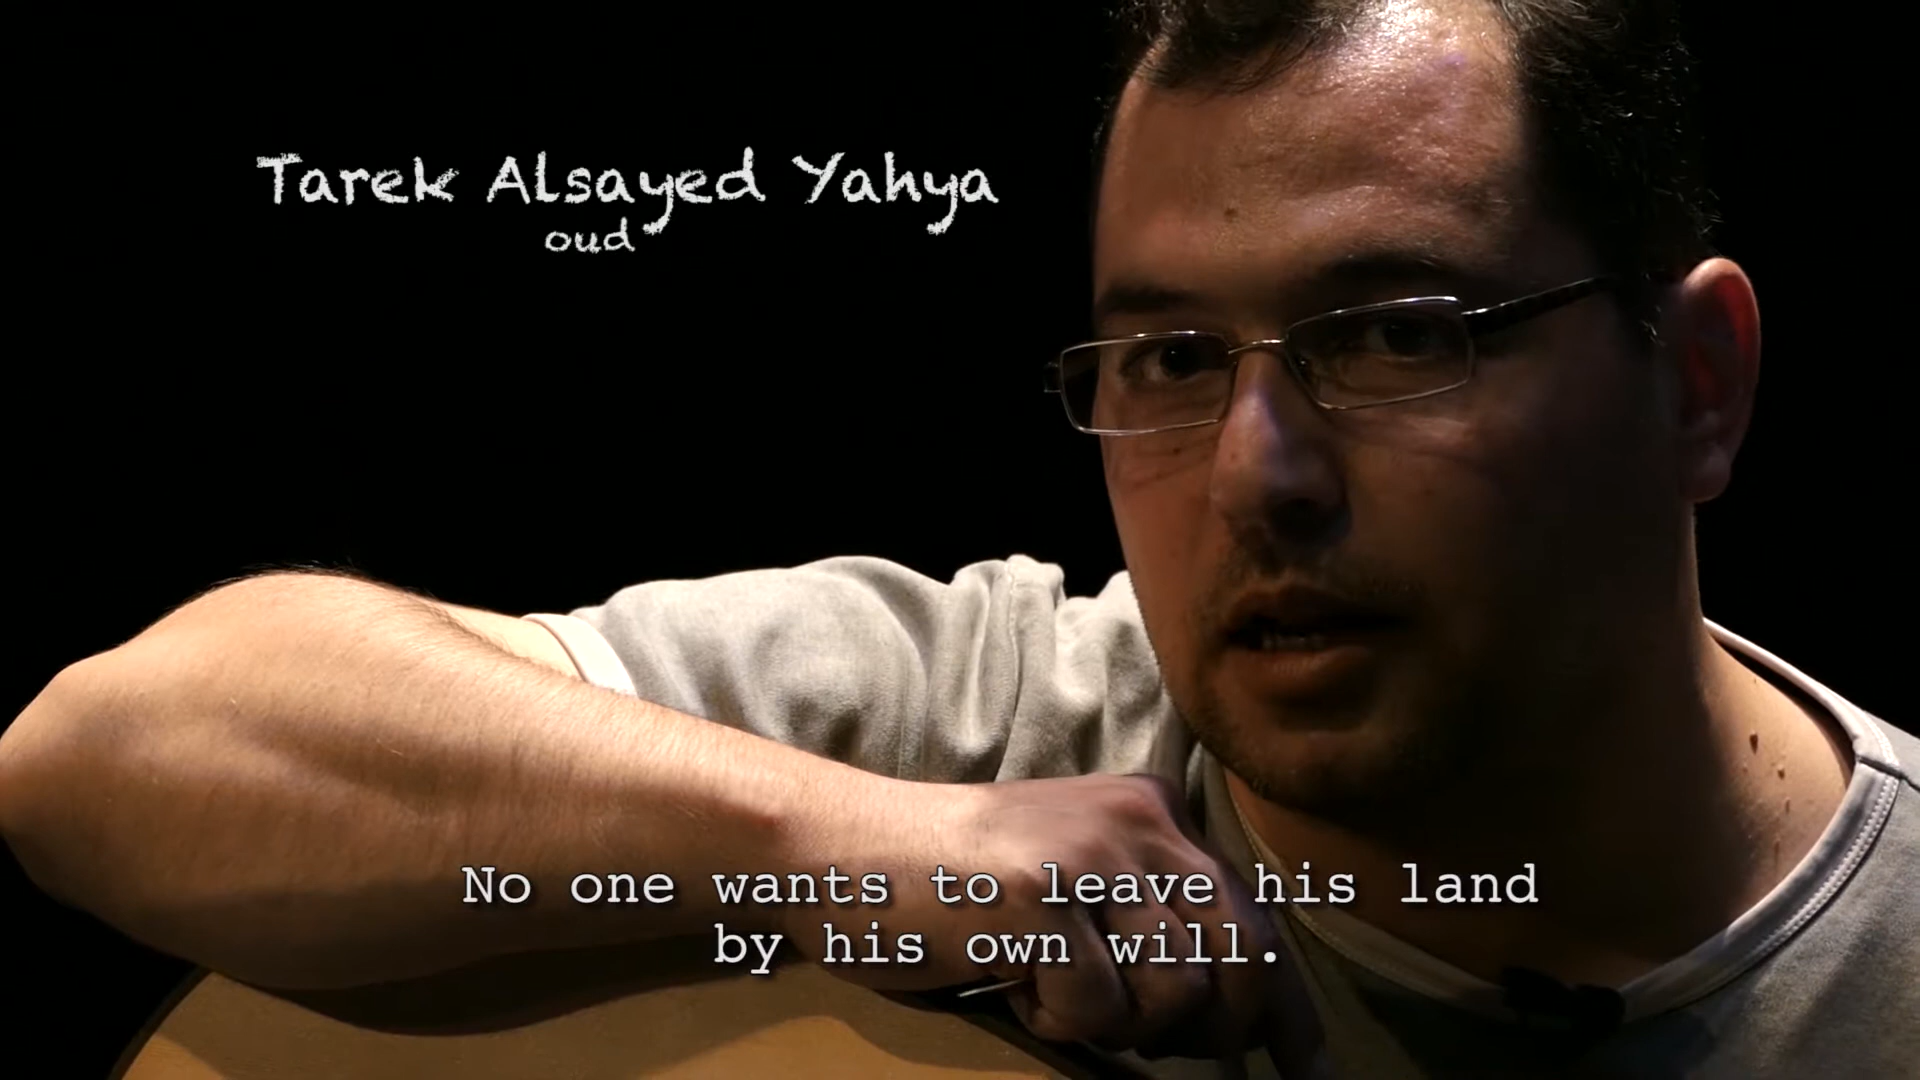 Tarek Alsayed Yahya
oud
No one wants to leave his land
by his own will.